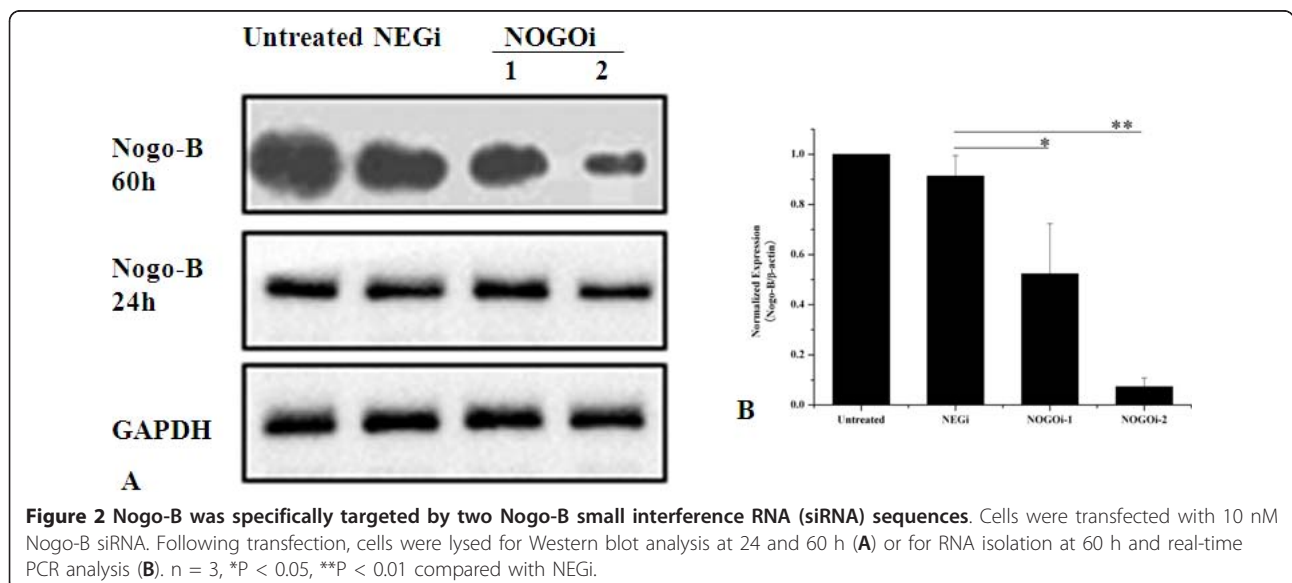 Untreated NEGi NOGOi
1 2
Nogo-B
60h
Nogo-B
24h
GAPDH
A
**
*
1.0
0.8
0.6
0.4
0.2
0.0
Normalized Expression
(Nogo-B/β-actin)
Untreated NEGi NOGOi-1 NOGOi-2
B
Figure 2 Nogo-B was specifically targeted by two Nogo-B small interference RNA (siRNA) sequences. Cells were transfected with 10 nM
Nogo-B siRNA. Following transfection, cells were lysed for Western blot analysis at 24 and 60 h (A) or for RNA isolation at 60 h and real-time
PCR analysis (B). n = 3, *P < 0.05, **P < 0.01 compared with NEGi.